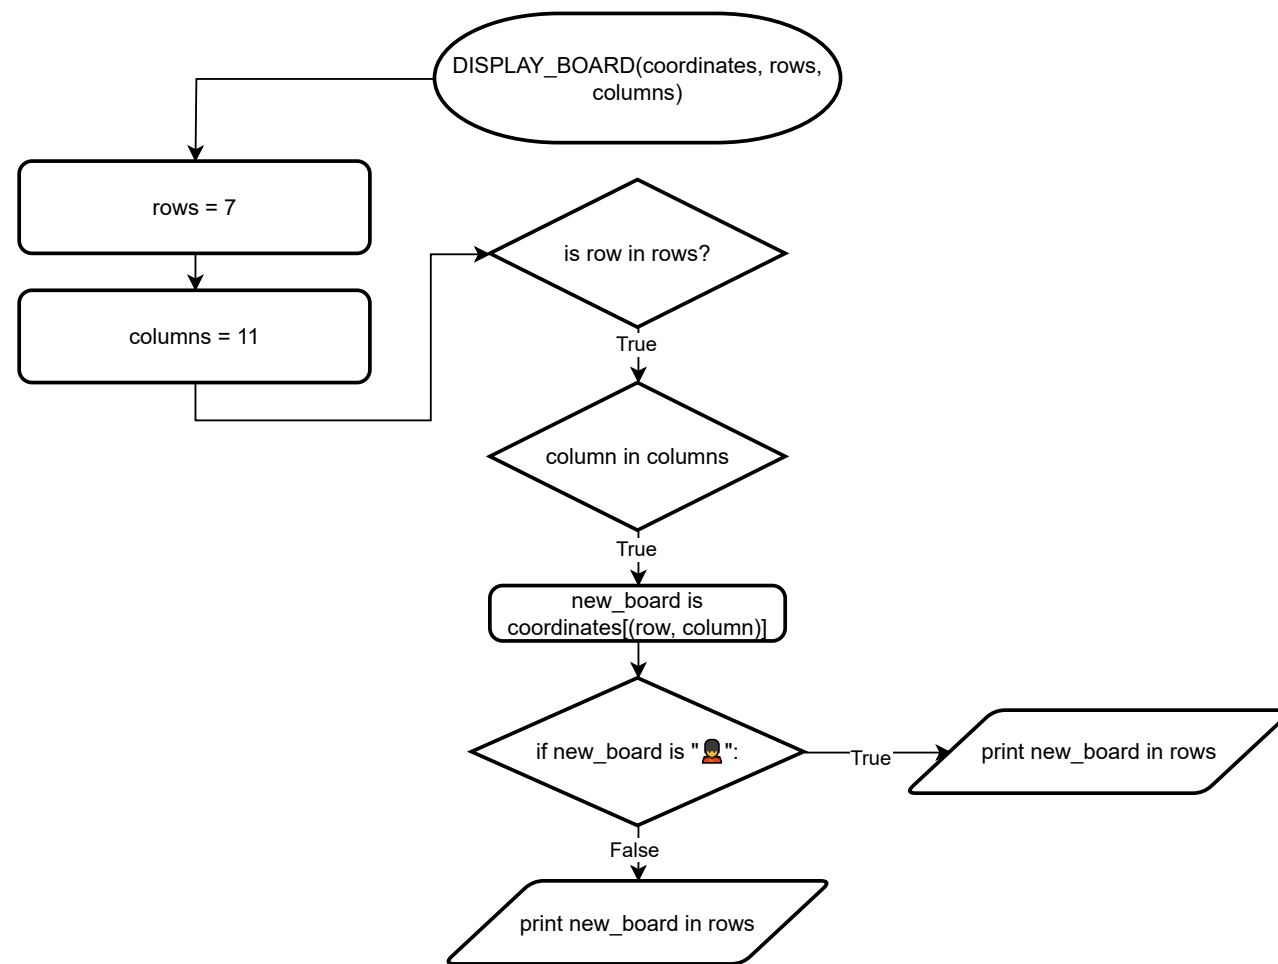 DISPLAY_BOARD(coordinates, rows,
columns)
rows = 7
columns = 11
is row in rows?
True
column in columns
True
new_board is
coordinates[(row, column)]
if new_board is "💂":
True
print new_board in rows
False
print new_board in rows